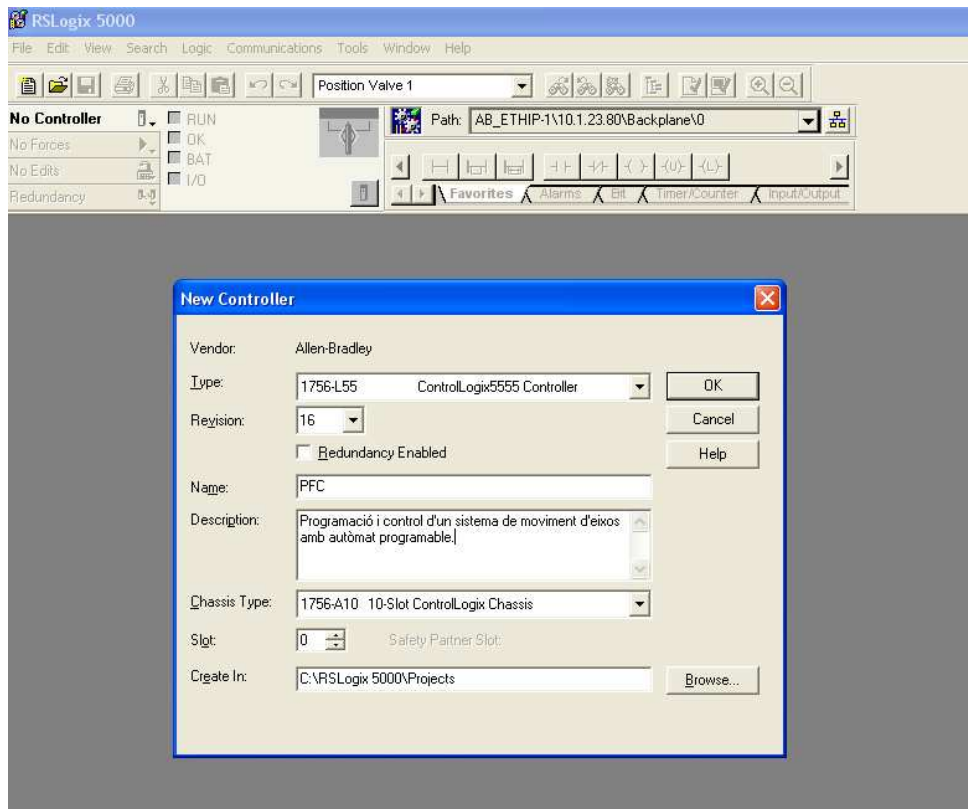 RSLogix 5000
File Edit View Search Logic Communications Tools Window Help
Position Valve 1
No Controller
RUN
Path: AB_ETHIP-1\10.1.23.80\Backplane\0
No Forces
OK
No Edits
BAT
I/O
Redundancy
Favorites Alarms Bit Timer/Counter Input/Output
New Controller
Vendor: Allen-Bradley
Type: 1756-L55 ControlLogix5555 Controller OK
Revision: 16 Cancel
Redundancy Enabled Help
Name: PFC
Description: Programació i control d'un sistema de moviment d'eixos
amb autòmat programable.
Chassis Type: 1756-A10 10-Slot ControlLogix Chassis
Slot: 0 Safety Partner Slot:
Create In: C:\RSLogix 5000\Projects Browse...